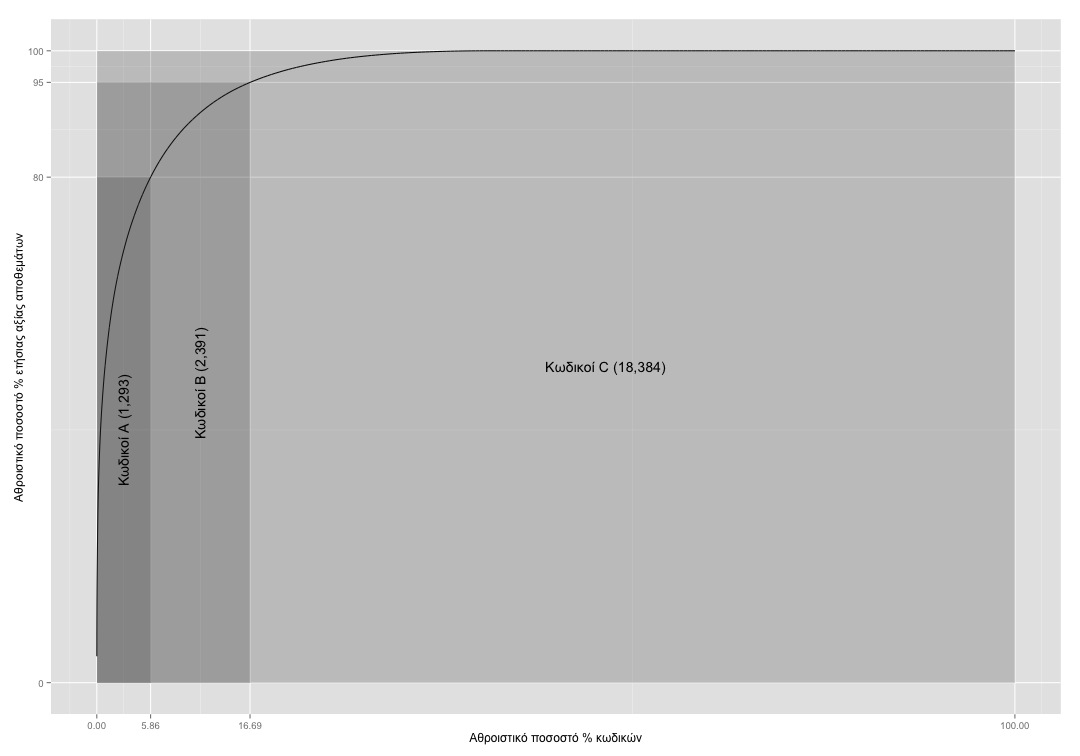 100
95
80
0
Αθροιστικό ποσοστό % ετήσιας αξίας αποθεμάτων
Κωδικοί A (1,293)
Κωδικοί B (2,391)
Κωδικοί C (18,384)
0.00
5.86
16.69
100.00
Αθροιστικό ποσοστό % κωδικών